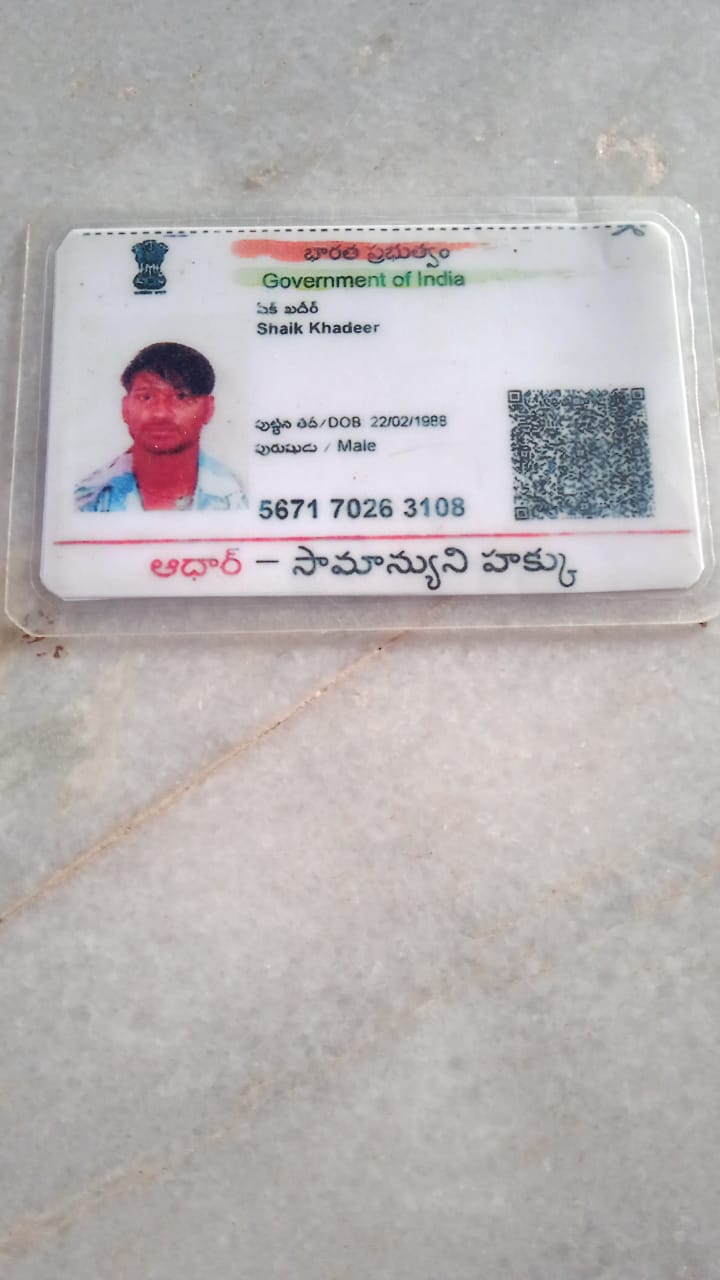 భారత ప్రభుత్వం
Government of India
షేక్ ఖదీర్
Shaik Khadeer
పుట్టిన తేదీ/DOB 22/02/1988
పురుషుడు / Male
5671 7026 3108
ఆధార్ – సామాన్యుని హక్కు